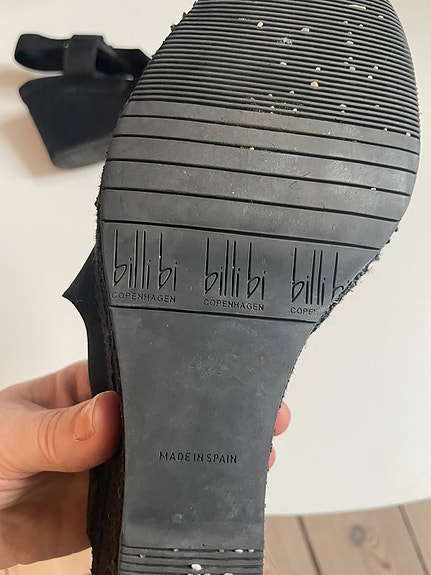 billi bi billi bi billi bi
COPENHAGEN COPENHAGEN COPE
MADE IN SPAIN